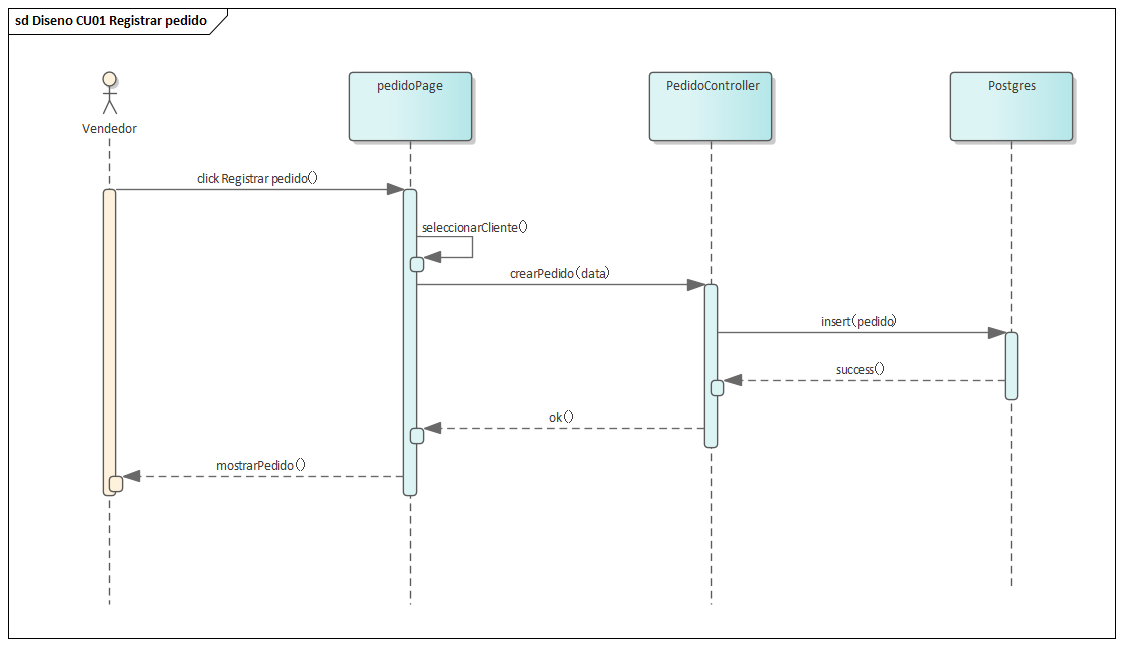 sd Diseno CU01 Registrar pedido
Vendedor
pedidoPage
PedidoController
Postgres
click Registrar pedido()
seleccionarCliente()
crearPedido(data)
insert(pedido)
success()
ok()
mostrarPedido()